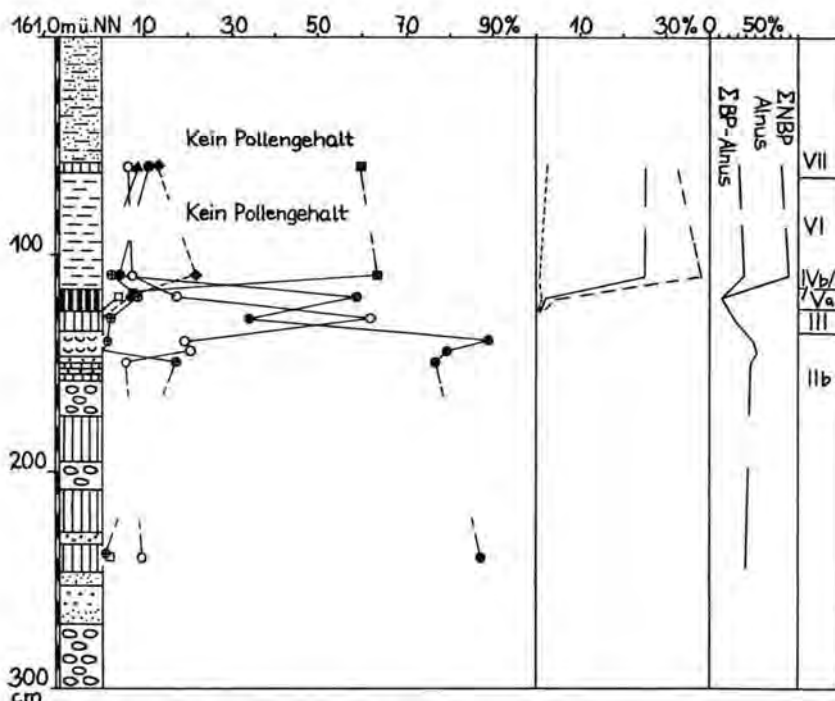 161,0 m ü. NN 10 30 50 70 90% 10 30% 0 50%
ΣBP-Alnus
Alnus
ΣNBP
Kein Pollengehalt
VII
Kein Pollengehalt
VI
100
IVb/
Va
III
IIb
200
300
cm